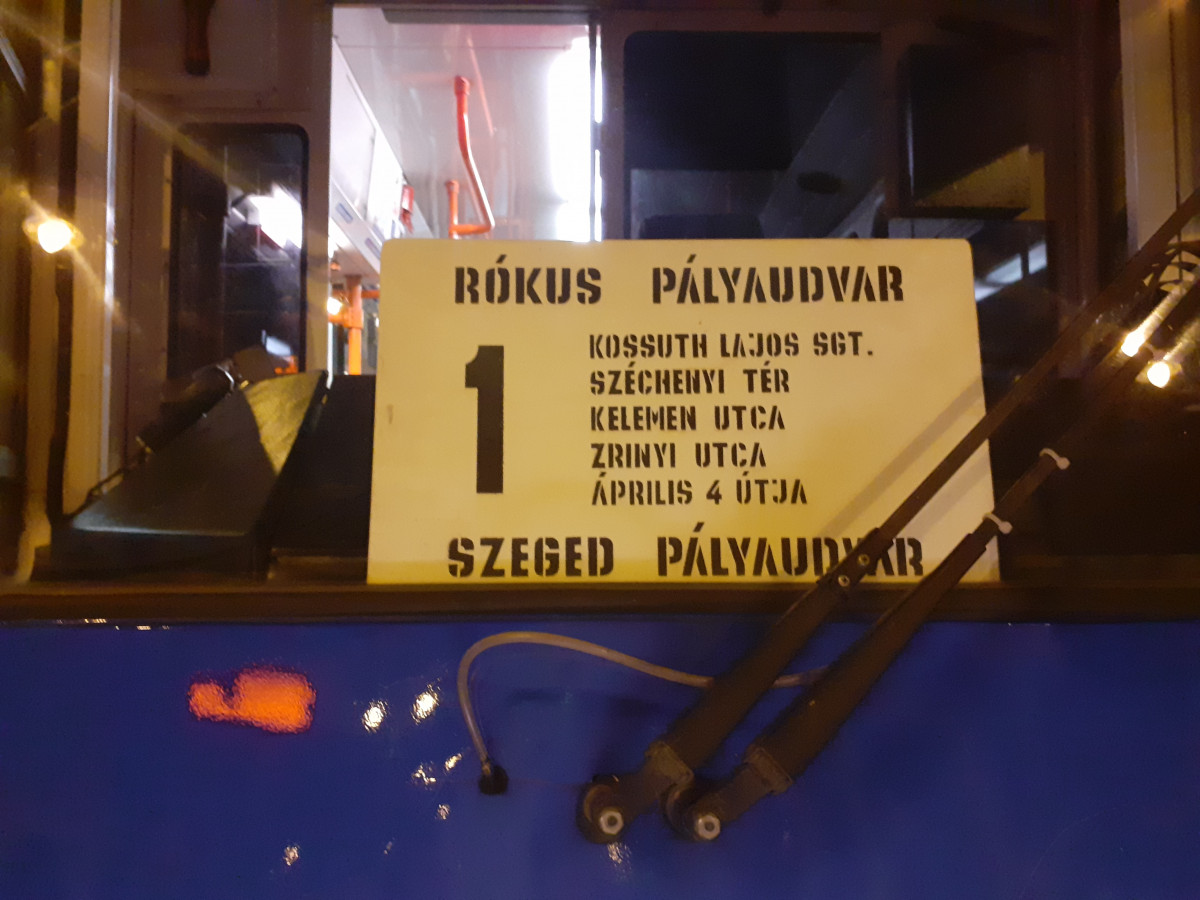 RÓKUS PÁLYAUDVAR
1
KOSSUTH LAJOS SGT.
SZÉCHENYI TÉR
KELEMEN UTCA
ZRINYI UTCA
ÁPRILIS 4 ÚTJA
SZEGED PÁLYAUDVAR